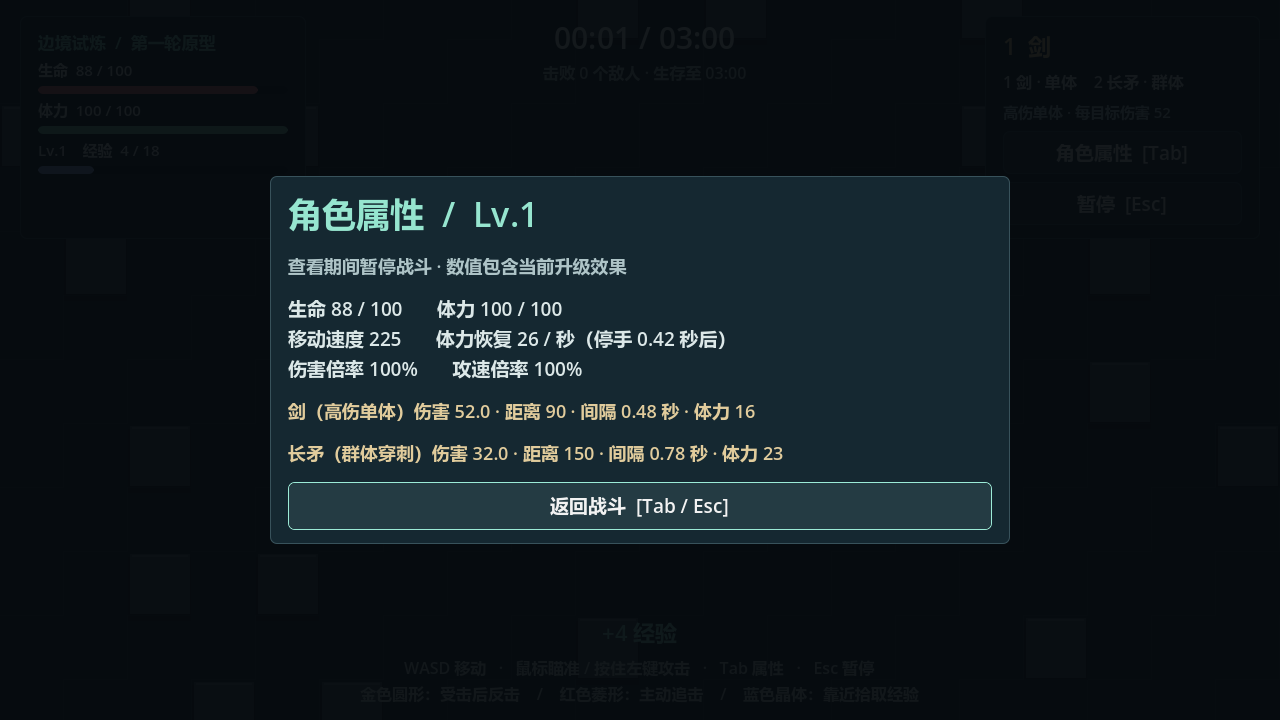 边境试炼 / 第一轮原型
生命 88 / 100
体力 100 / 100
Lv.1 经验 4 / 18
00:01 / 03:00
击败 0 个敌人 · 生存至 03:00
1 剑
1 剑 · 单体 2 长矛 · 群体
高伤单体 · 每目标伤害 52
角色属性 [Tab]
暂停 [Esc]
角色属性 / Lv.1
查看期间暂停战斗 · 数值包含当前升级效果
生命 88 / 100 体力 100 / 100
移动速度 225 体力恢复 26 / 秒（停手 0.42 秒后）
伤害倍率 100% 攻速倍率 100%
剑（高伤单体）伤害 52.0 · 距离 90 · 间隔 0.48 秒 · 体力 16
长矛（群体穿刺）伤害 32.0 · 距离 150 · 间隔 0.78 秒 · 体力 23
返回战斗 [Tab / Esc]
+4 经验
WASD 移动 · 鼠标瞄准 / 按住左键攻击 · Tab 属性 · Esc 暂停
金色圆形：受击后反击 / 红色菱形：主动追击 / 蓝色晶体：靠近拾取经验